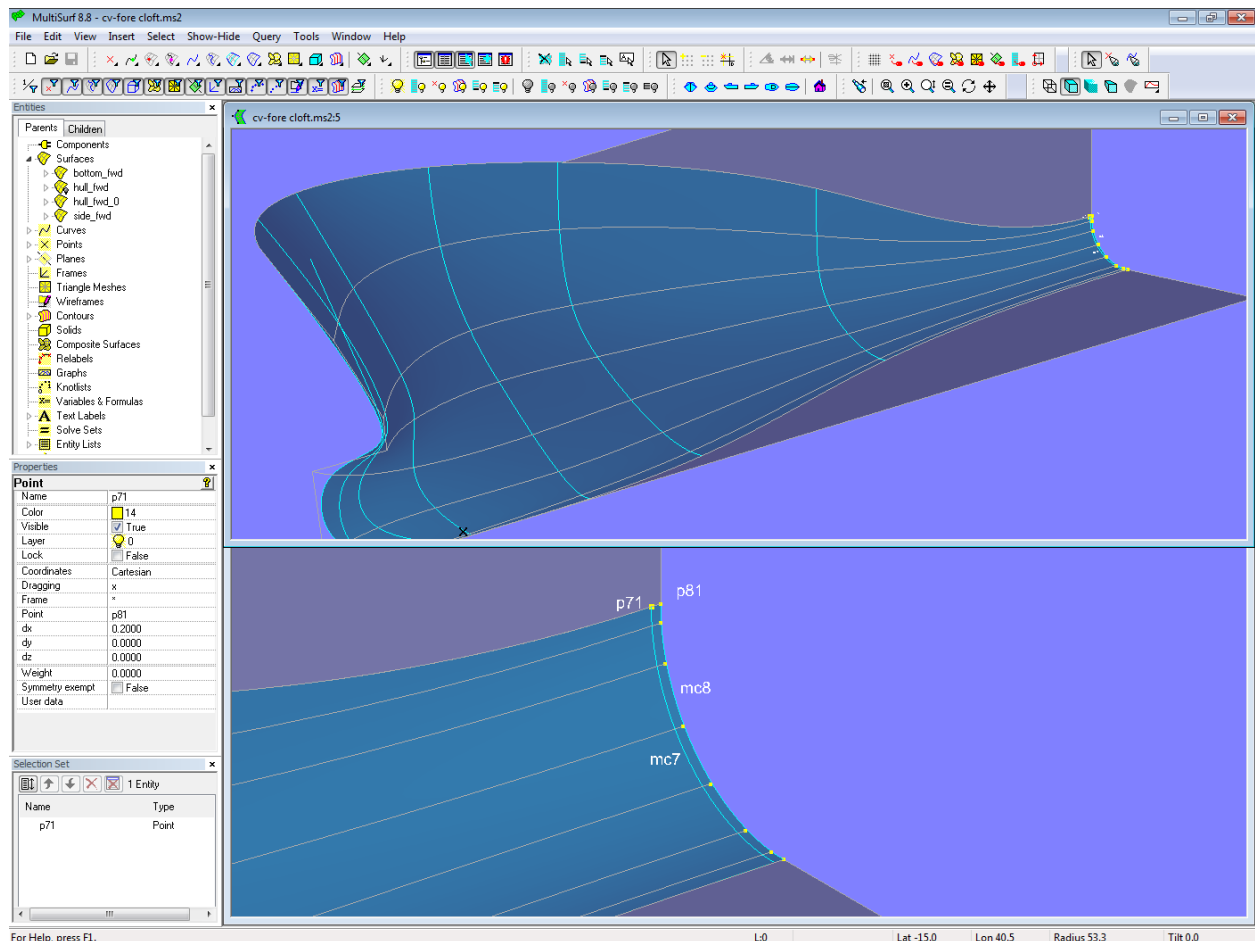 MultiSurf 8.8 - cv-fore cloft.ms2
File Edit View Insert Select Show-Hide Query Tools Window Help
Entities
Parents Children
Components
Surfaces
bottom_fwd
hull_fwd
hull_fwd_0
side_fwd
Curves
Points
Planes
Frames
Triangle Meshes
Wireframes
Contours
Solids
Composite Surfaces
Relabels
Graphs
Knotlists
Variables & Formulas
Text Labels
Solve Sets
Entity Lists
Properties
Point
Name p71
Color 14
Visible True
Layer 0
Lock False
Coordinates Cartesian
Dragging x
Frame *
Point p81
dx 0.2000
dy 0.0000
dz 0.0000
Weight 0.0000
Symmetry exempt False
User data
Selection Set
1 Entity
Name Type
p71 Point
cv-fore cloft.ms2:5
p71 p81
mc8
mc7
For Help, press F1. L:0 Lat -15.0 Lon 40.5 Radius 53.3 Tilt 0.0